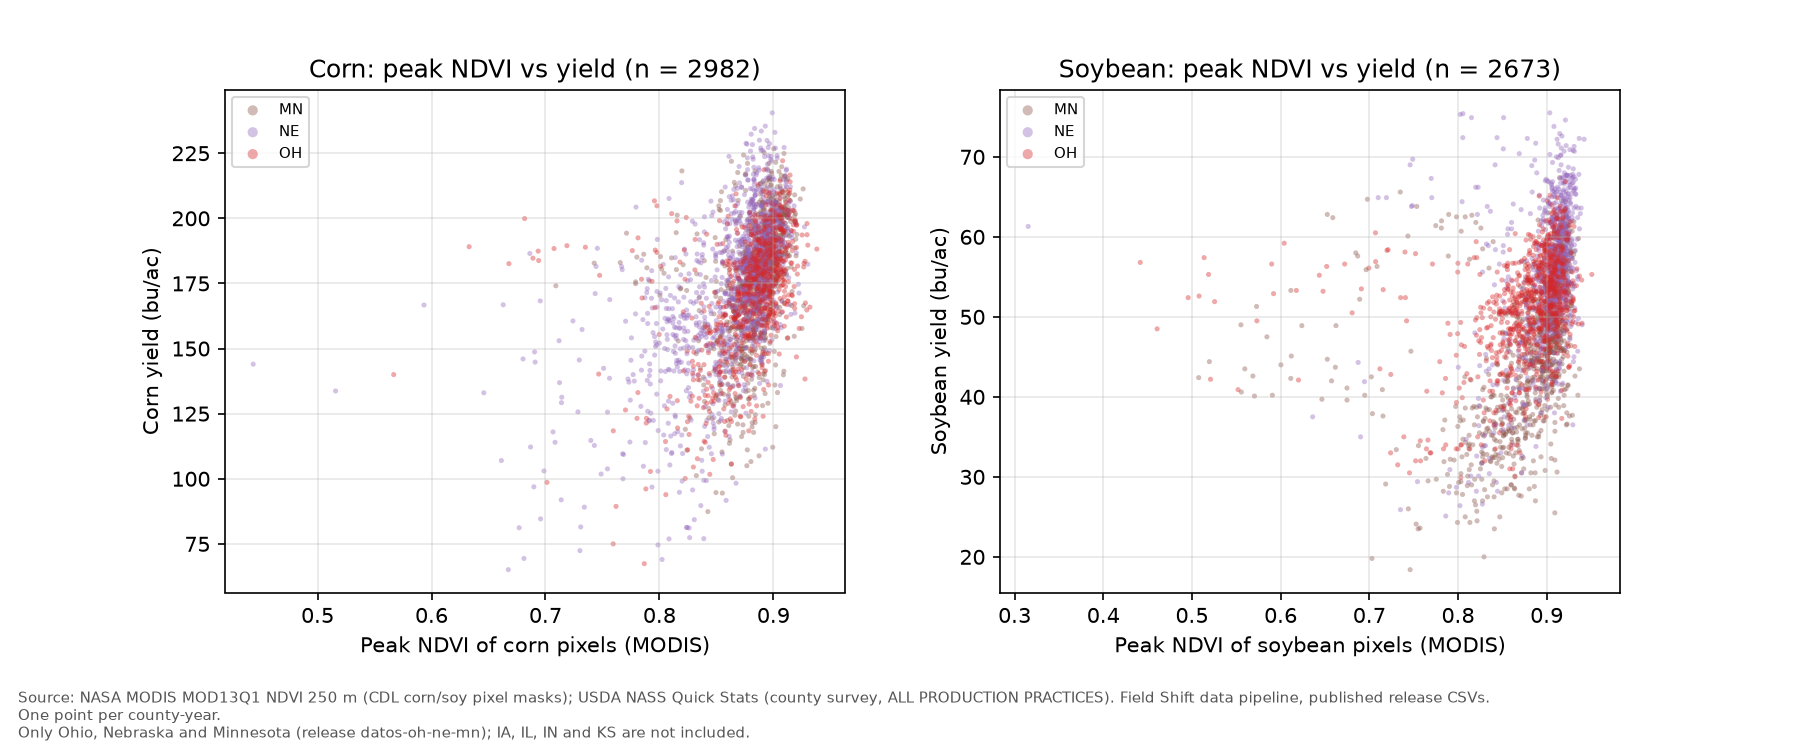 Corn: peak NDVI vs yield (n = 2982)
MN
NE
OH
225
200
175
150
125
100
75
Corn yield (bu/ac)
0.5
0.6
0.7
0.8
0.9
Peak NDVI of corn pixels (MODIS)
Soybean: peak NDVI vs yield (n = 2673)
MN
NE
OH
70
60
50
40
30
20
Soybean yield (bu/ac)
0.3
0.4
0.5
0.6
0.7
0.8
0.9
Peak NDVI of soybean pixels (MODIS)
Source: NASA MODIS MOD13Q1 NDVI 250 m (CDL corn/soy pixel masks); USDA NASS Quick Stats (county survey, ALL PRODUCTION PRACTICES). Field Shift data pipeline, published release CSVs.
One point per county-year.
Only Ohio, Nebraska and Minnesota (release datos-oh-ne-mn); IA, IL, IN and KS are not included.